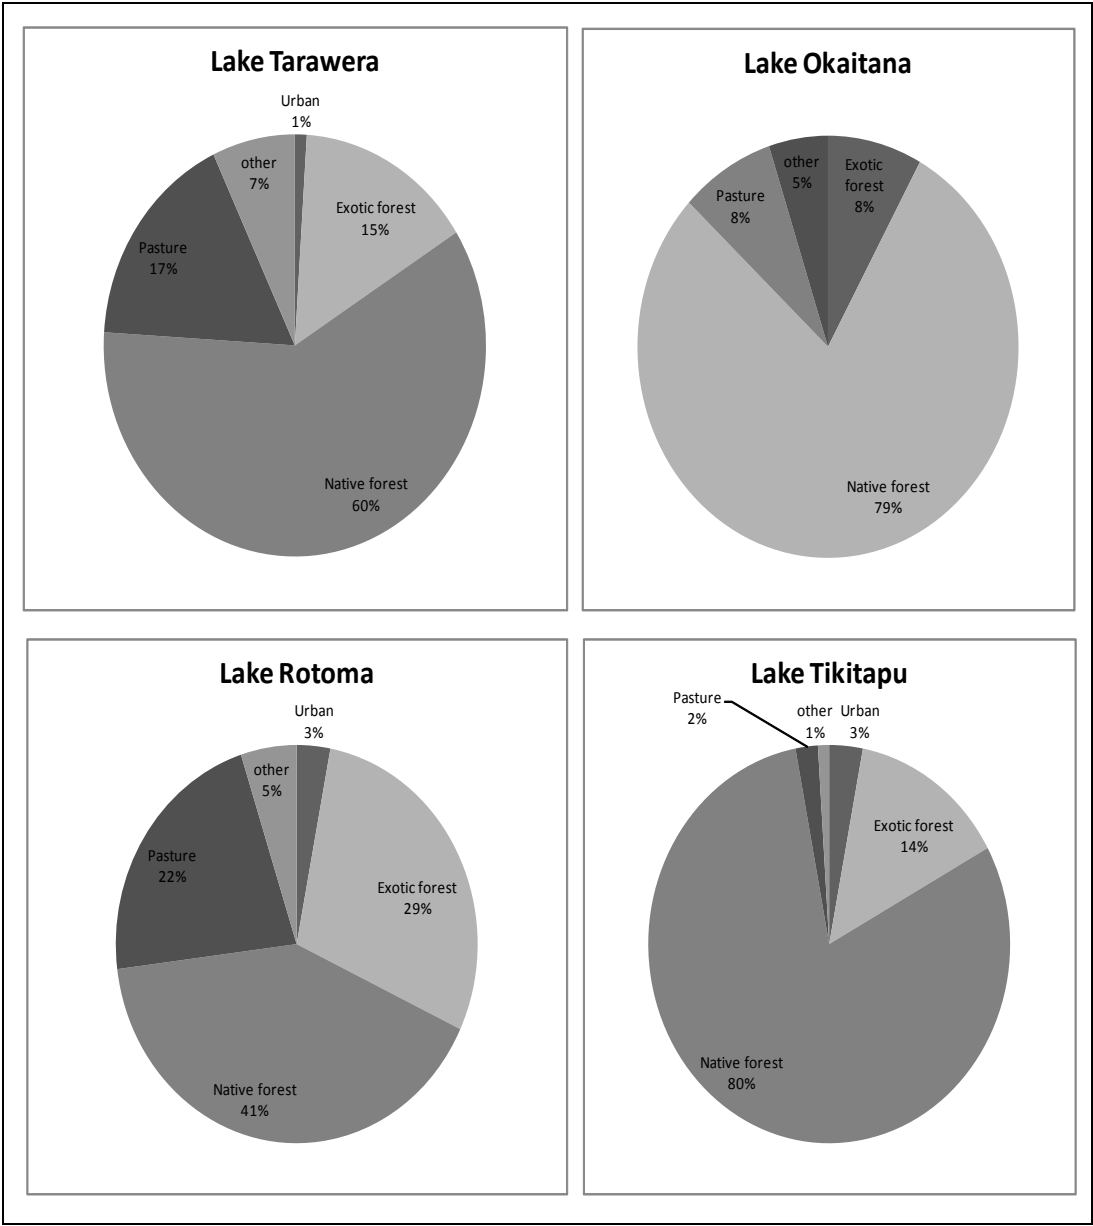 Lake Tarawera
Urban
1%
Exotic forest
15%
Native forest
60%
Pasture
17%
other
7%
Lake Okaitana
Exotic
forest
8%
Native forest
79%
Pasture
8%
other
5%
Lake Rotoma
Urban
3%
Exotic forest
29%
Native forest
41%
Pasture
22%
other
5%
Lake Tikitapu
Urban
3%
Exotic forest
14%
Native forest
80%
Pasture
2%
other
1%